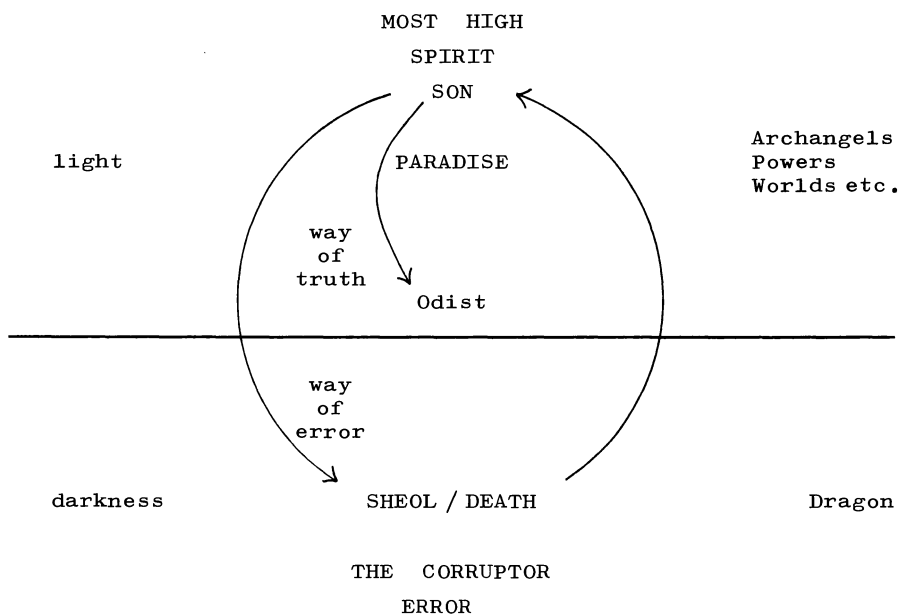 MOST HIGH
SPIRIT
SON
light
PARADISE
Archangels
Powers
Worlds etc.
way
of
truth
Odist
way
of
error
darkness
SHEOL / DEATH
Dragon
THE CORRUPTOR
ERROR